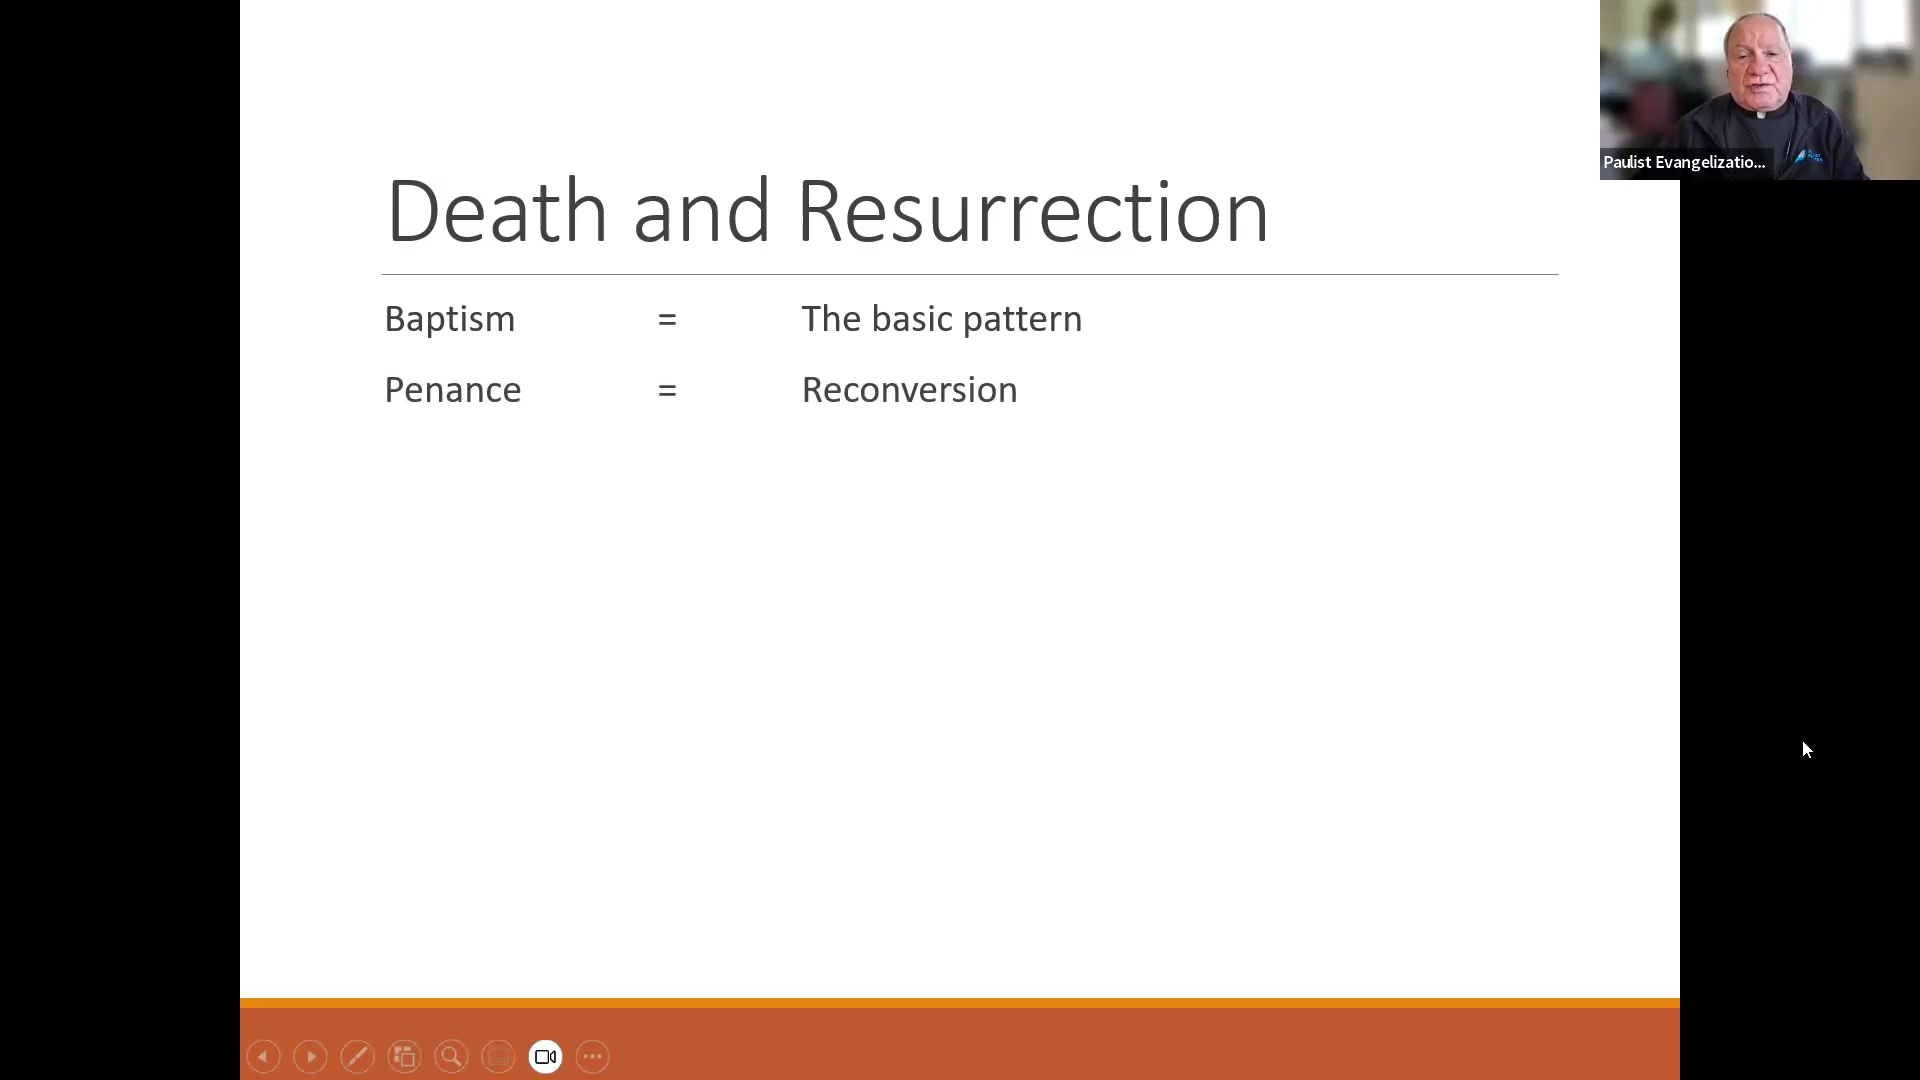 Paulist Evangelizatio...
Death and Resurrection
Baptism = The basic pattern
Penance = Reconversion